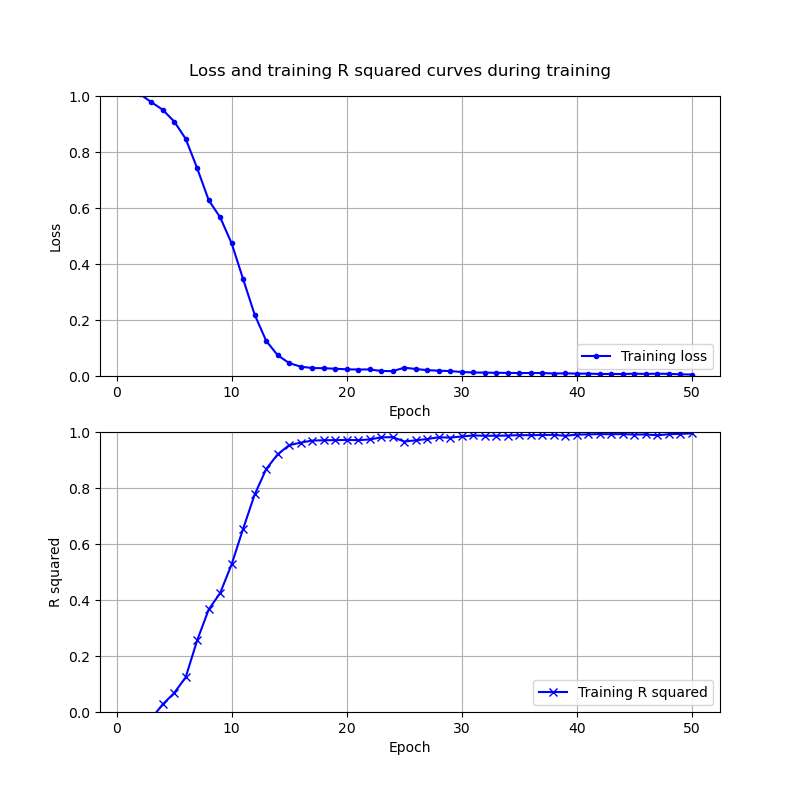 Loss and training R squared curves during training
1.0
0.8
0.6
0.4
0.2
0.0
Loss
Training loss
0 10 20 30 40 50
Epoch
1.0
0.8
0.6
0.4
0.2
0.0
R squared
Training R squared
0 10 20 30 40 50
Epoch